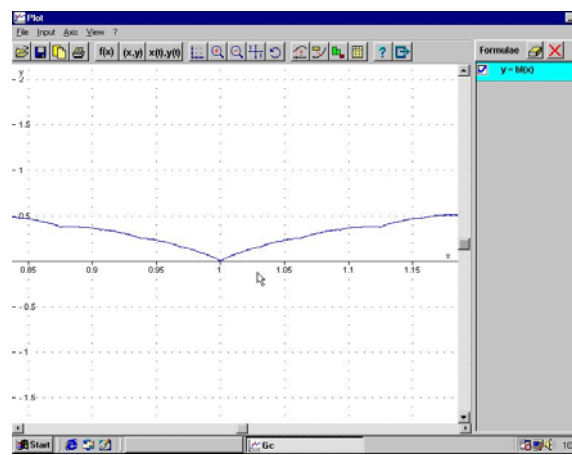 Plot
File Input Axis View ?
f(x) (x,y) x(t),y(t) ? Formulae
y = bl(x)
y
2
1.5
1
0.5
x
0.85 0.9 0.95 1 1.05 1.1 1.15
- 0.5
- 1
- 1.5
Start Gc 10